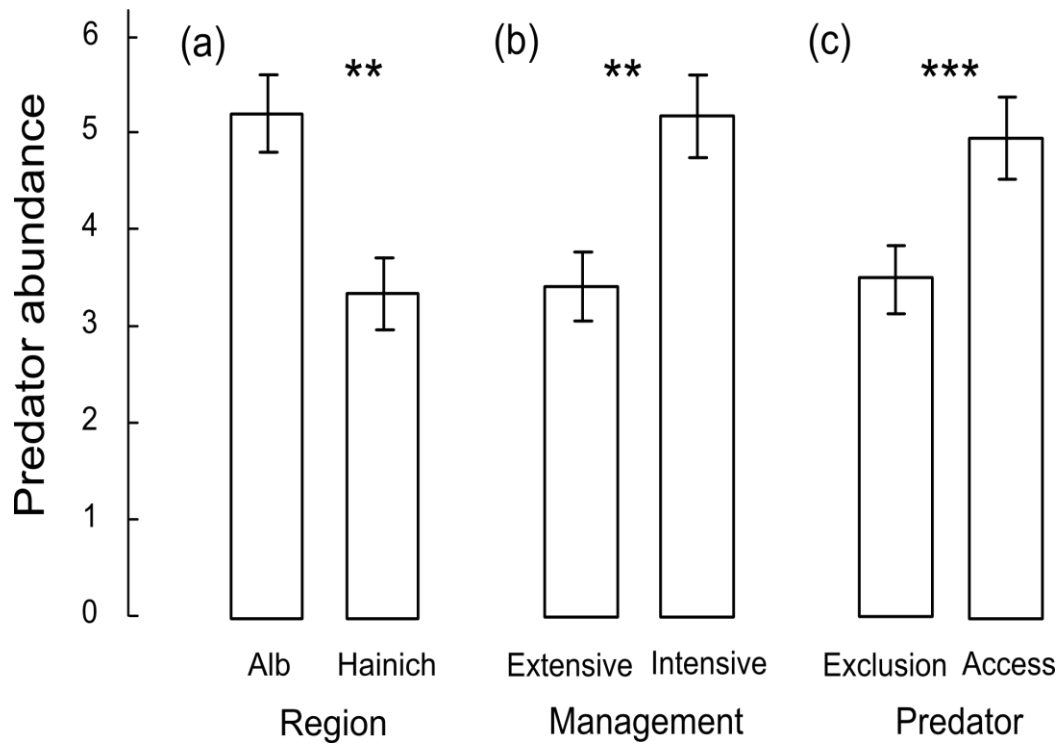 Predator abundance
6
5
4
3
2
1
0
(a)
**
Alb Hainich
Region
(b)
**
Extensive Intensive
Management
(c)
***
Exclusion Access
Predator